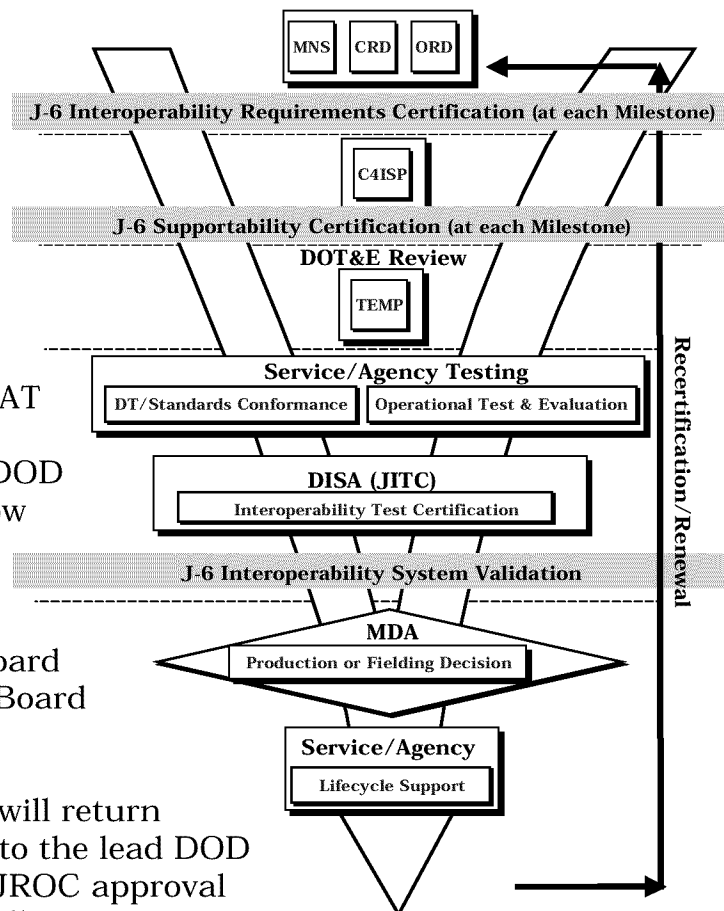 MNS CRD ORD
J-6 Interoperability Requirements Certification (at each Milestone)
C4ISP
J-6 Supportability Certification (at each Milestone)
DOT&E Review
TEMP
Service/Agency Testing
DT/Standards Conformance Operational Test & Evaluation
AT
DOD
DISA (JITC)
Interoperability Test Certification
J-6 Interoperability System Validation
MDA
Production or Fielding Decision
Board
Service/Agency
Lifecycle Support
will return
to the lead DOD
JROC approval
Recertification/Renewal